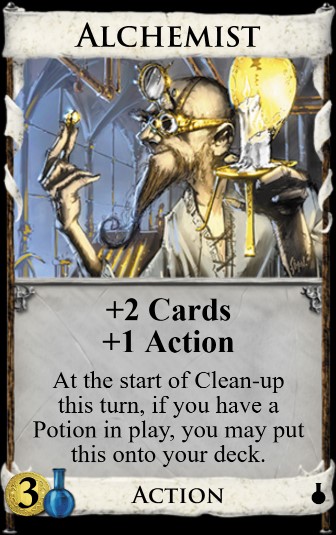 ALCHEMIST
+2 Cards
+1 Action
At the start of Clean-up
this turn, if you have a
Potion in play, you may put
this onto your deck.
3 ACTION